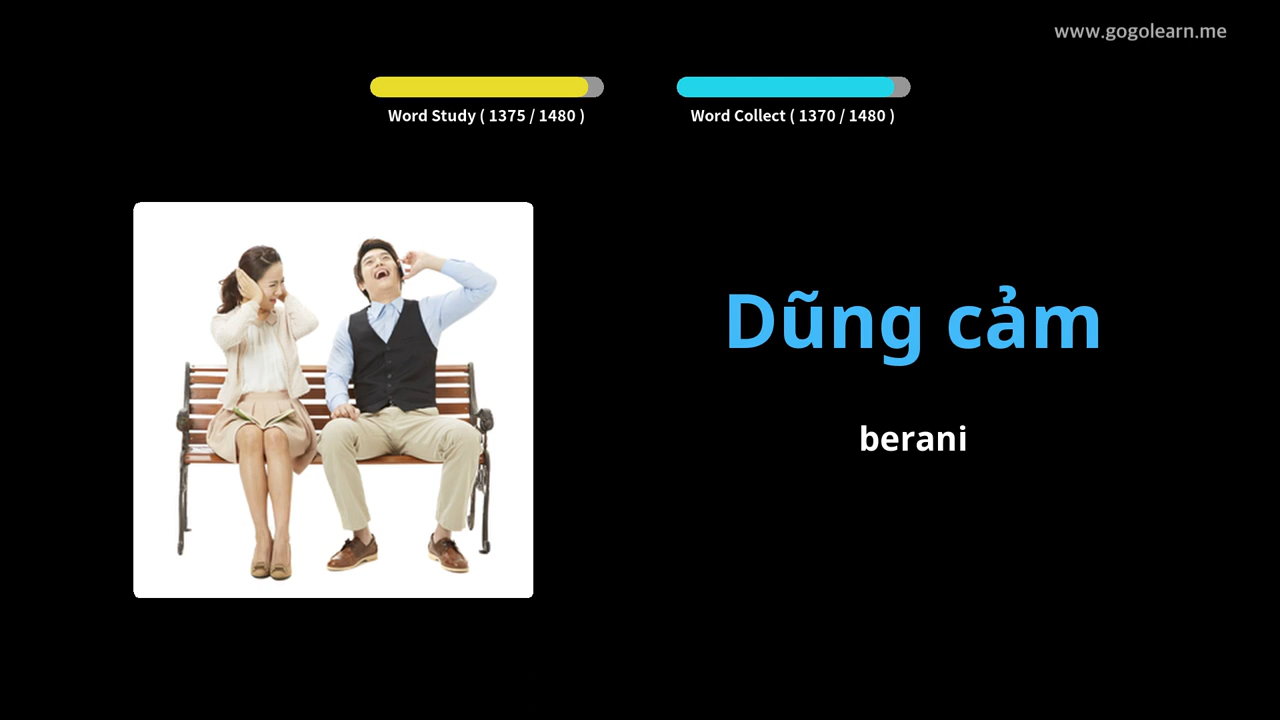 www.gogolearn.me
Word Study ( 1375 / 1480 )
Word Collect ( 1370 / 1480 )
Dũng cảm
berani